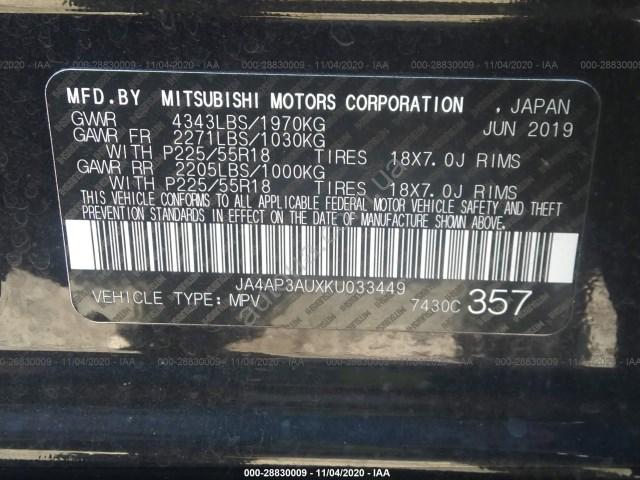 000-28830009 - 11/04/2020 - IAA
MFD.BY MITSUBISHI MOTORS CORPORATION , JAPAN
GVWR 4343LBS/1970KG JUN 2019
GAWR FR 2271LBS/1030KG
WITH P225/55R18 TIRES 18X7.0J RIMS
GAWR RR 2205LBS/1000KG
WITH P225/55R18 TIRES 18X7.0J RIMS
THIS VEHICLE CONFORMS TO ALL APPLICABLE FEDERAL MOTOR VEHICLE SAFETY AND THEFT
PREVENTION STANDARDS IN EFFECT ON THE DATE OF MANUFACTURE SHOWN ABOVE.
JA4AP3AUXKU033449
VEHICLE TYPE: MPV 7430C 357
000-28830009 - 11/04/2020 - IAA